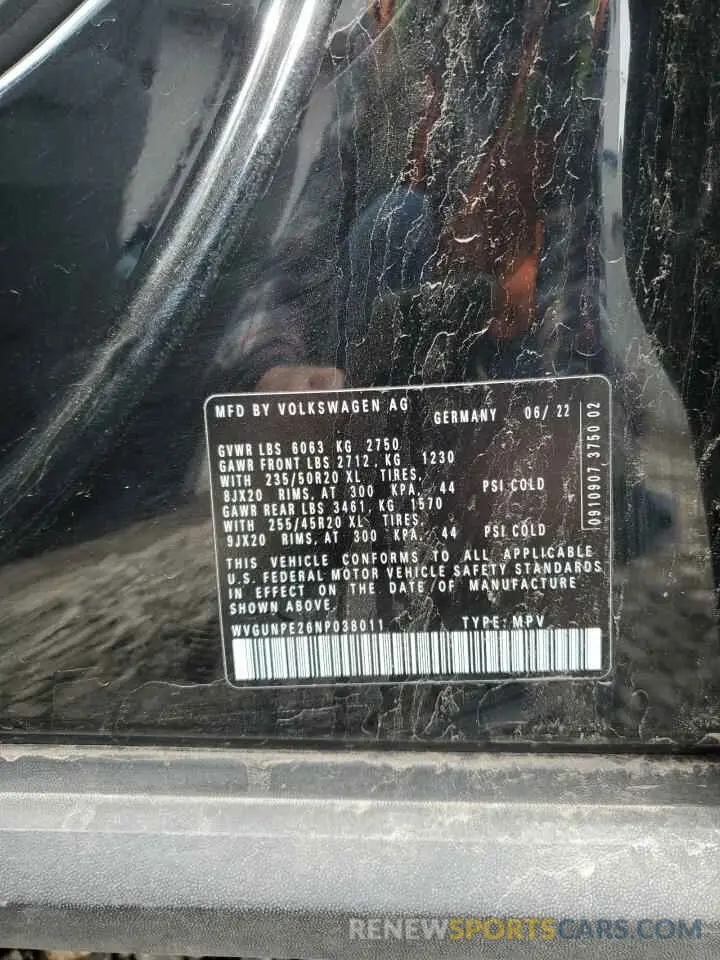 MFD BY VOLKSWAGEN AG GERMANY 06/ 22
GVWR LBS 6063 KG 2750
GAWR FRONT LBS 2712, KG 1230
WITH 235/50R20 XL TIRES,
8JX20 RIMS, AT 300 KPA, 44 PSI COLD
GAWR REAR LBS 3461, KG 1570
WITH 255/45R20 XL TIRES,
9JX20 RIMS, AT 300 KPA, 44 PSI COLD
THIS VEHICLE CONFORMS TO ALL APPLICABLE
U.S. FEDERAL MOTOR VEHICLE SAFETY STANDARDS
IN EFFECT ON THE DATE OF MANUFACTURE
SHOWN ABOVE.
WVGUNPE26NP038011 TYPE: MPV
0910907 3750 02
RENEWSPORTSCARS.COM